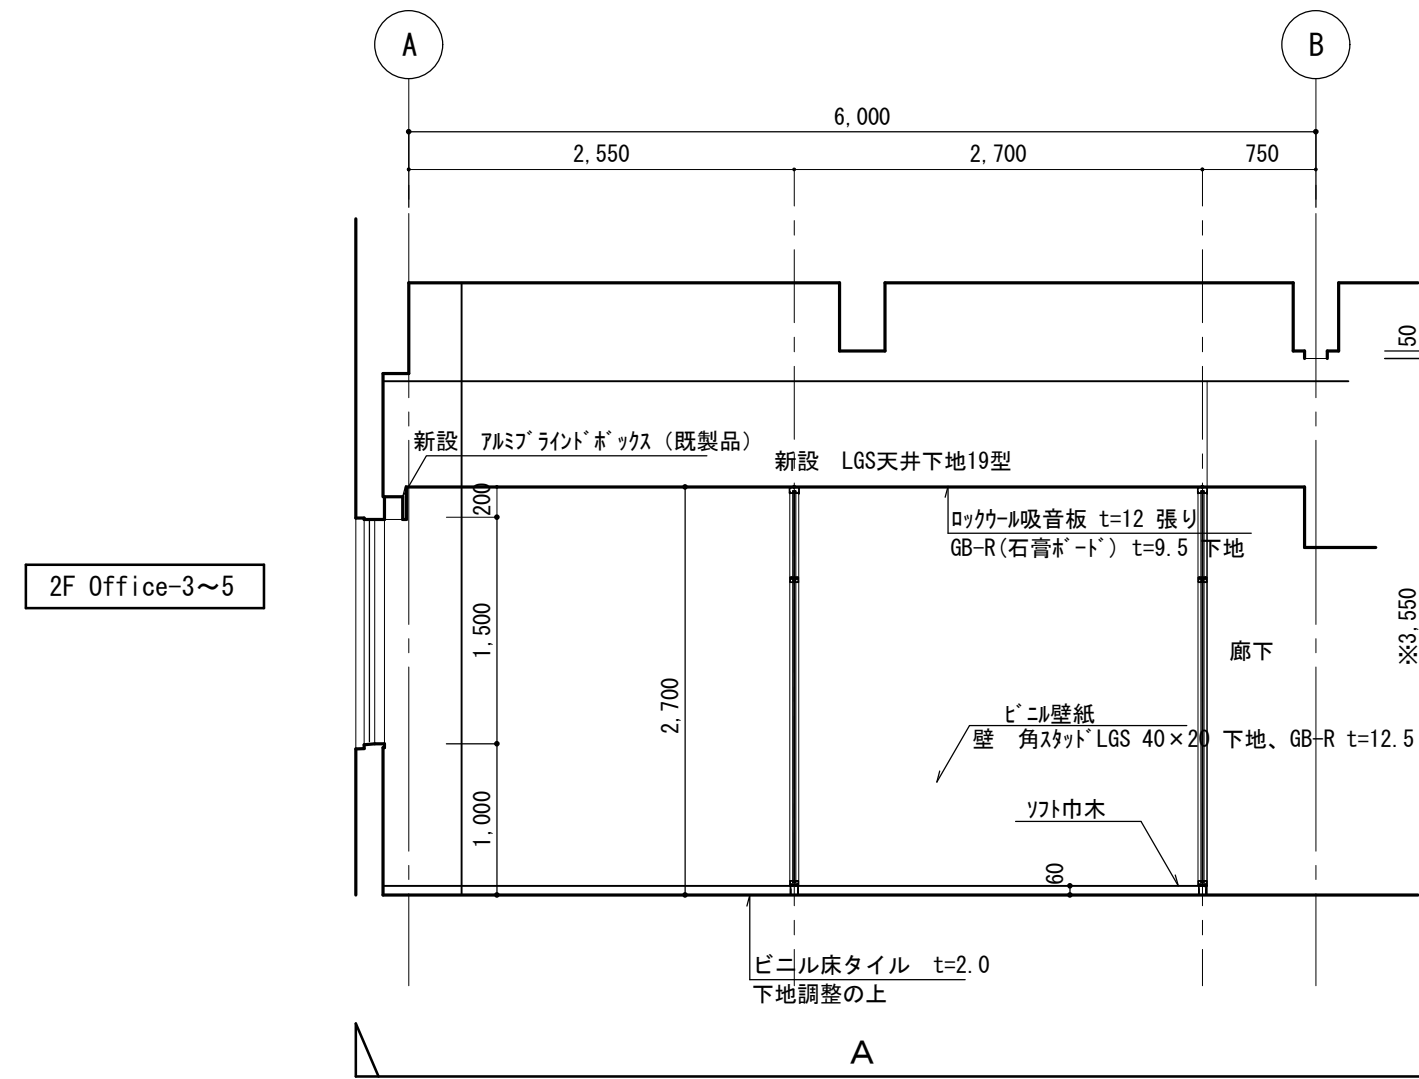 A
B
6,000
2,550
2,700
750
50
新設　ｱﾙﾐﾌﾞﾗｲﾝﾄﾞﾎﾞｯｸｽ（既製品）
新設　LGS天井下地19型
200
ﾛｯｸｳｰﾙ吸音板 t=12 張り
GB-R(石膏ﾎﾞｰﾄﾞ) t=9.5 下地
2F Office-3～5
1,500
※3,550
廊下
2,700
ﾋﾞﾆﾙ壁紙
壁　角ｽﾀｯﾄﾞLGS 40×20 下地、GB-R t=12.5
1,000
ｿﾌﾄ巾木
60
ビニル床タイル　t=2.0
下地調整の上
A